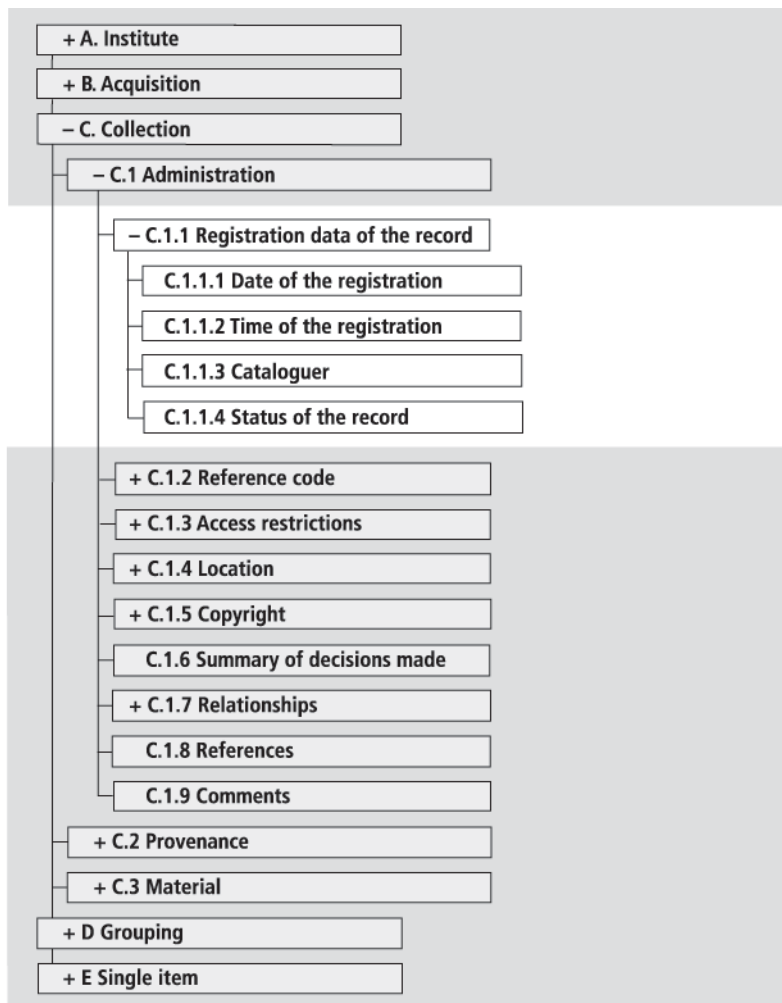 + A. Institute
+ B. Acquisition
– C. Collection
– C.1 Administration
– C.1.1 Registration data of the record
C.1.1.1 Date of the registration
C.1.1.2 Time of the registration
C.1.1.3 Cataloguer
C.1.1.4 Status of the record
+ C.1.2 Reference code
+ C.1.3 Access restrictions
+ C.1.4 Location
+ C.1.5 Copyright
C.1.6 Summary of decisions made
+ C.1.7 Relationships
C.1.8 References
C.1.9 Comments
+ C.2 Provenance
+ C.3 Material
+ D Grouping
+ E Single item